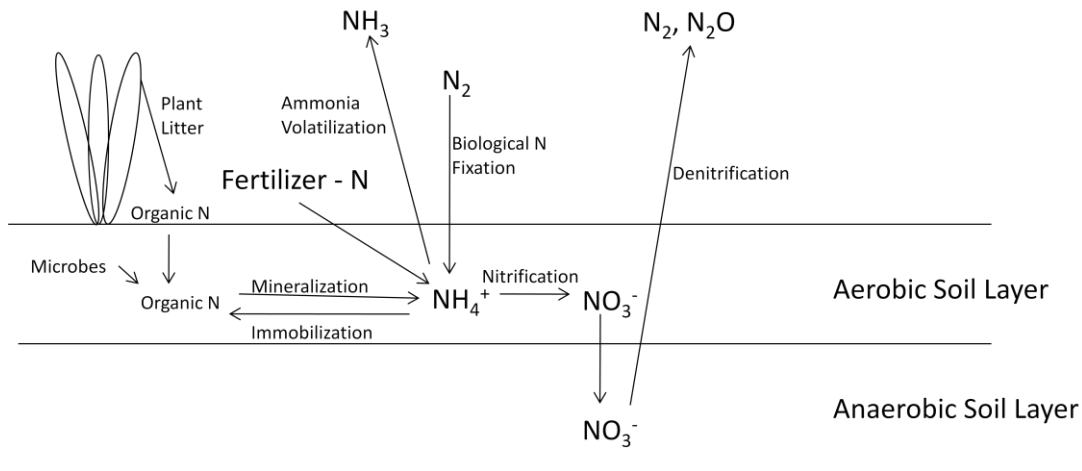 NH₃
N₂, N₂O
N₂
Plant
Litter
Ammonia
Volatilization
Biological N
Fixation
Denitrification
Fertilizer - N
Organic N
Microbes
Mineralization
Nitrification
Organic N
NH₄⁺
NO₃⁻
Aerobic Soil Layer
Immobilization
Anaerobic Soil Layer
NO₃⁻